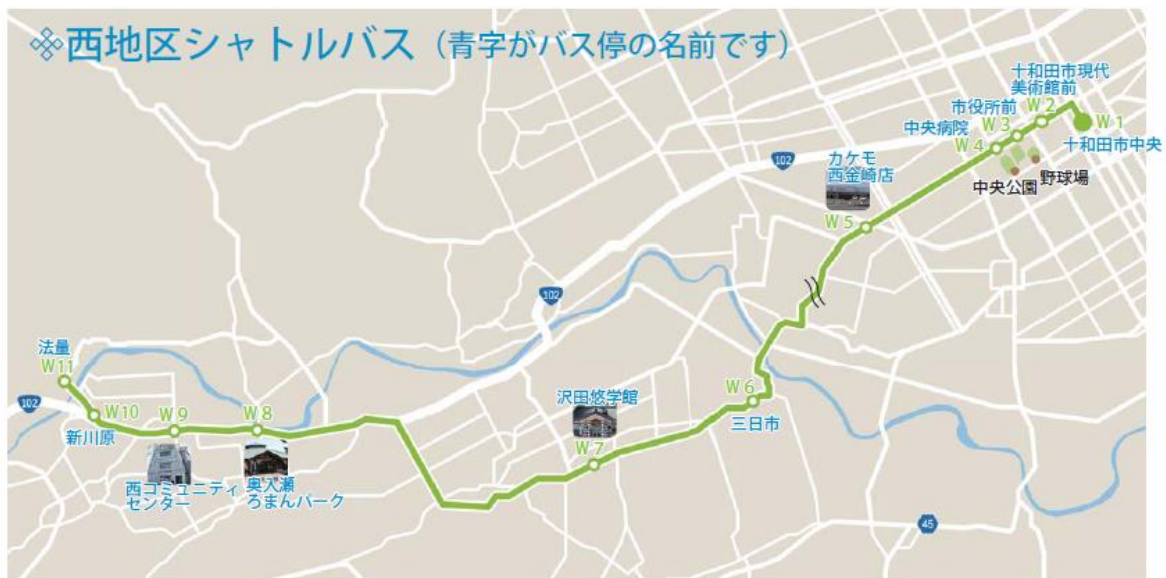 西地区シャトルバス（青字がバス停の名前です）
十和田市現代
美術館前
W 2
市役所前
W 3
W 1
中央病院
W 4
十和田市中央
102
カケモ
西金崎店
中央公園
野球場
W 5
102
法量
W11
102
W10
W 9
W 8
沢田悠学館
W 6
新川原
三日市
W 7
西コミュニティ
センター
奥入瀬
ろまんパーク
45